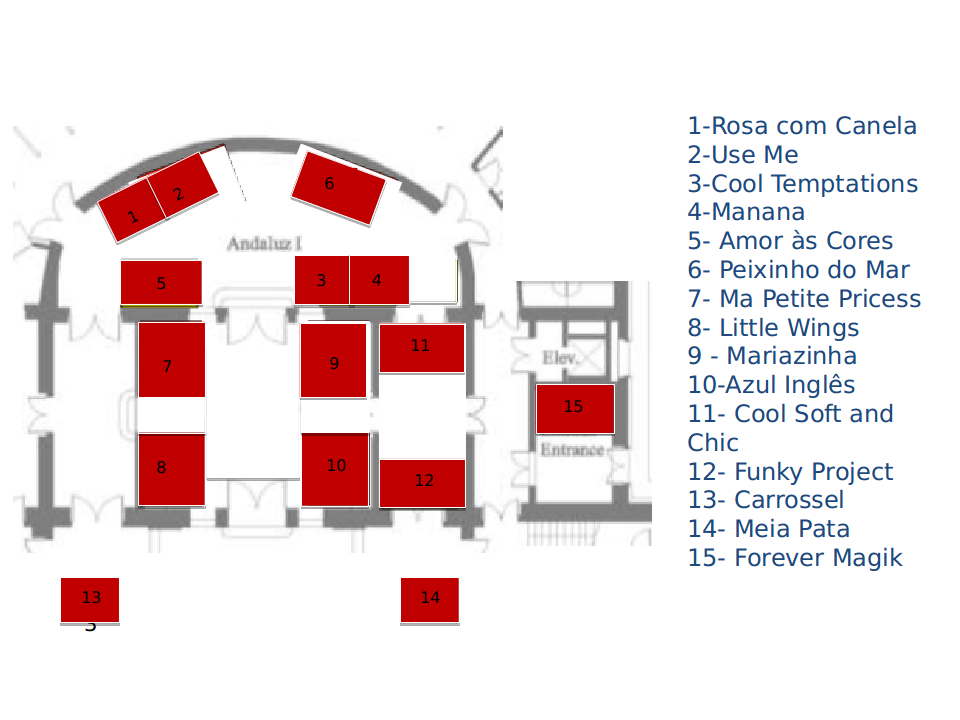 1
2
6
Andaluz I
5
3
4
7
9
11
Elev.
15
8
10
12
Entrance
13
3
14
1-Rosa com Canela
2-Use Me
3-Cool Temptations
4-Manana
5- Amor às Cores
6- Peixinho do Mar
7- Ma Petite Pricess
8- Little Wings
9 - Mariazinha
10-Azul Inglês
11- Cool Soft and
Chic
12- Funky Project
13- Carrossel
14- Meia Pata
15- Forever Magik